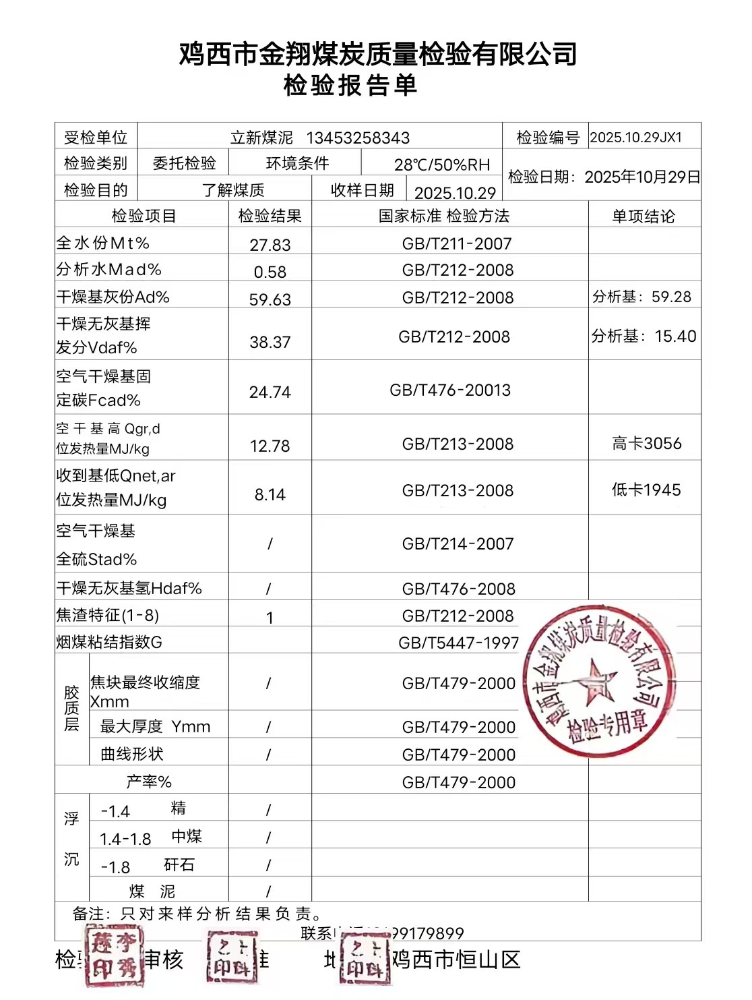 鸡西市金翔煤炭质量检验有限公司
检验报告单
受检单位 立新煤泥 13453258343 检验编号 2025.10.29JX1
检验类别 委托检验 环境条件 28℃/50%RH 检验日期：2025年10月29日
检验目的 了解煤质 收样日期 2025.10.29
检验项目 检验结果 国家标准 检验方法 单项结论
全水份Mt% 27.83 GB/T211-2007
分析水Mad% 0.58 GB/T212-2008
干燥基灰份Ad% 59.63 GB/T212-2008 分析基：59.28
干燥无灰基挥
发分Vdaf% 38.37 GB/T212-2008 分析基：15.40
空气干燥基固
定碳Fcad% 24.74 GB/T476-20013
空干基高Qgr,d
位发热量MJ/kg 12.78 GB/T213-2008 高卡3056
收到基低Qnet,ar
位发热量MJ/kg 8.14 GB/T213-2008 低卡1945
空气干燥基
全硫Stad% / GB/T214-2007
干燥无灰基氢Hdaf% / GB/T476-2008
焦渣特征(1-8) 1 GB/T212-2008
烟煤粘结指数G GB/T5447-1997
胶质层
焦块最终收缩度
Xmm / GB/T479-2000
最大厚度 Ymm / GB/T479-2000
曲线形状 / GB/T479-2000
鸡西市金翔煤炭质量检验有限公司
检验专用章
产率% GB/T479-2000
浮沉
-1.4 精 /
1.4-1.8 中煤 /
-1.8 矸石 /
煤泥 /
备注：只对来样分析结果负责。
联系 99179899
检 审核 地 鸡西市恒山区